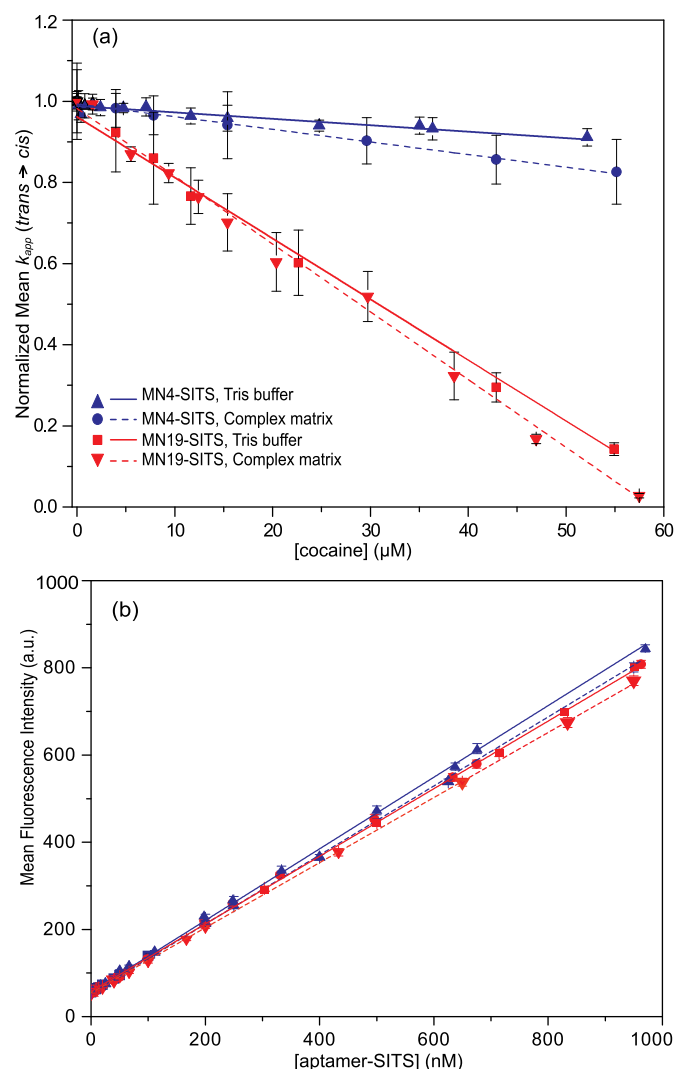 (a)
1.2
1.0
0.8
0.6
0.4
0.2
0.0
Normalized Mean kapp (trans ➔ cis)
MN4-SITS, Tris buffer
MN4-SITS, Complex matrix
MN19-SITS, Tris buffer
MN19-SITS, Complex matrix
0 10 20 30 40 50 60
[cocaine] (µM)
(b)
1000
800
600
400
200
0
Mean Fluorescence Intensity (a.u.)
0 200 400 600 800 1000
[aptamer-SITS] (nM)